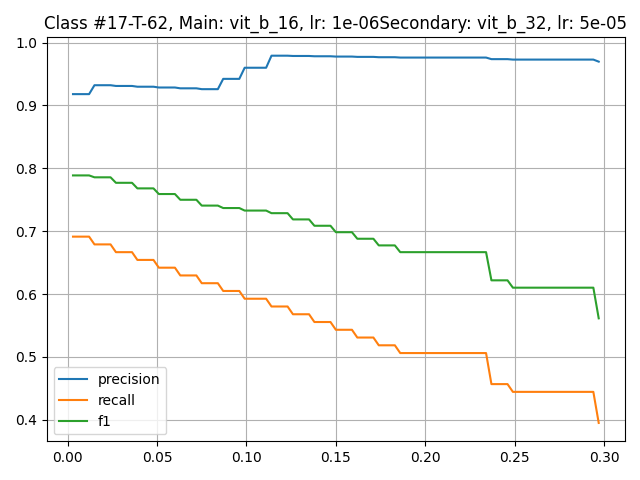 Class #17-T-62, Main: vit_b_16, lr: 1e-06Secondary: vit_b_32, lr: 5e-05
1.0
0.9
0.8
0.7
0.6
0.5
0.4
precision
recall
f1
0.00 0.05 0.10 0.15 0.20 0.25 0.30